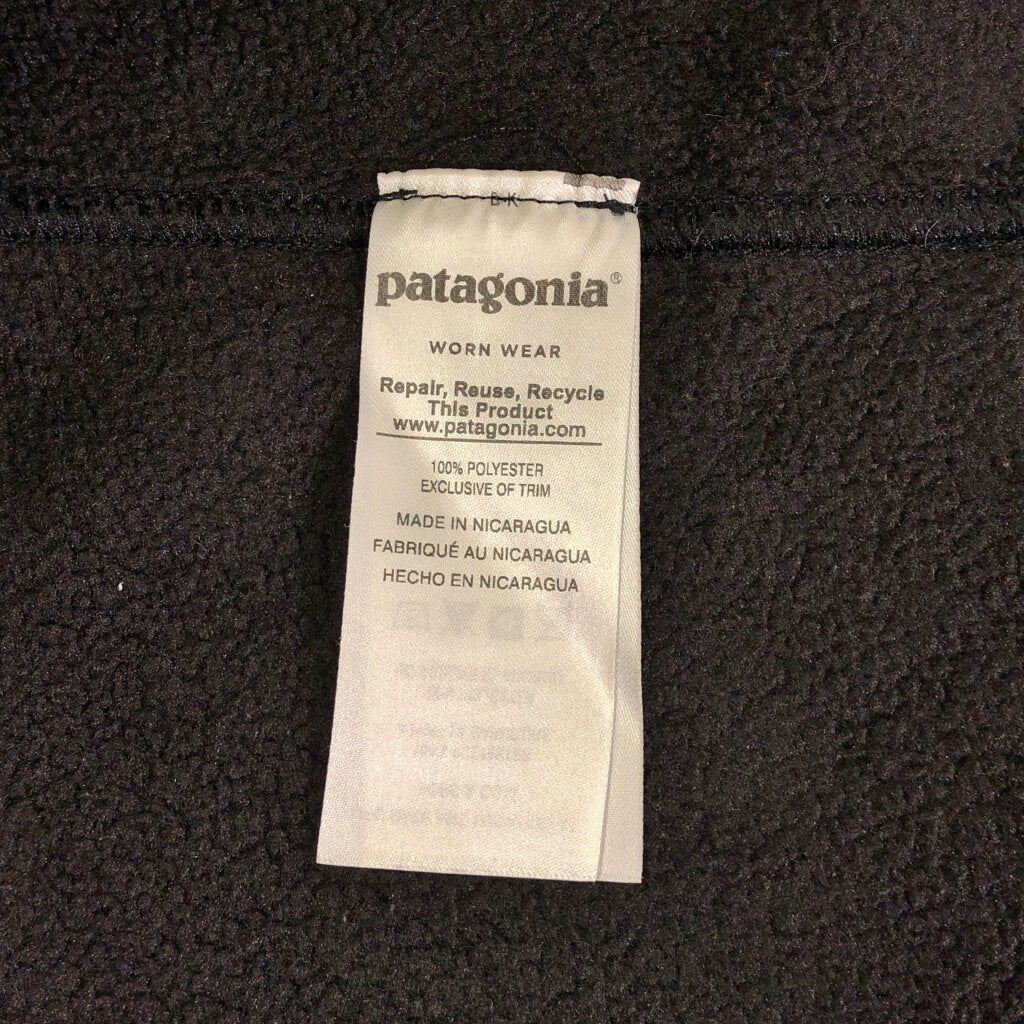 BK
patagonia®
WORN WEAR
Repair, Reuse, Recycle
This Product
www.patagonia.com
100% POLYESTER
EXCLUSIVE OF TRIM
MADE IN NICARAGUA
FABRIQUÉ AU NICARAGUA
HECHO EN NICARAGUA